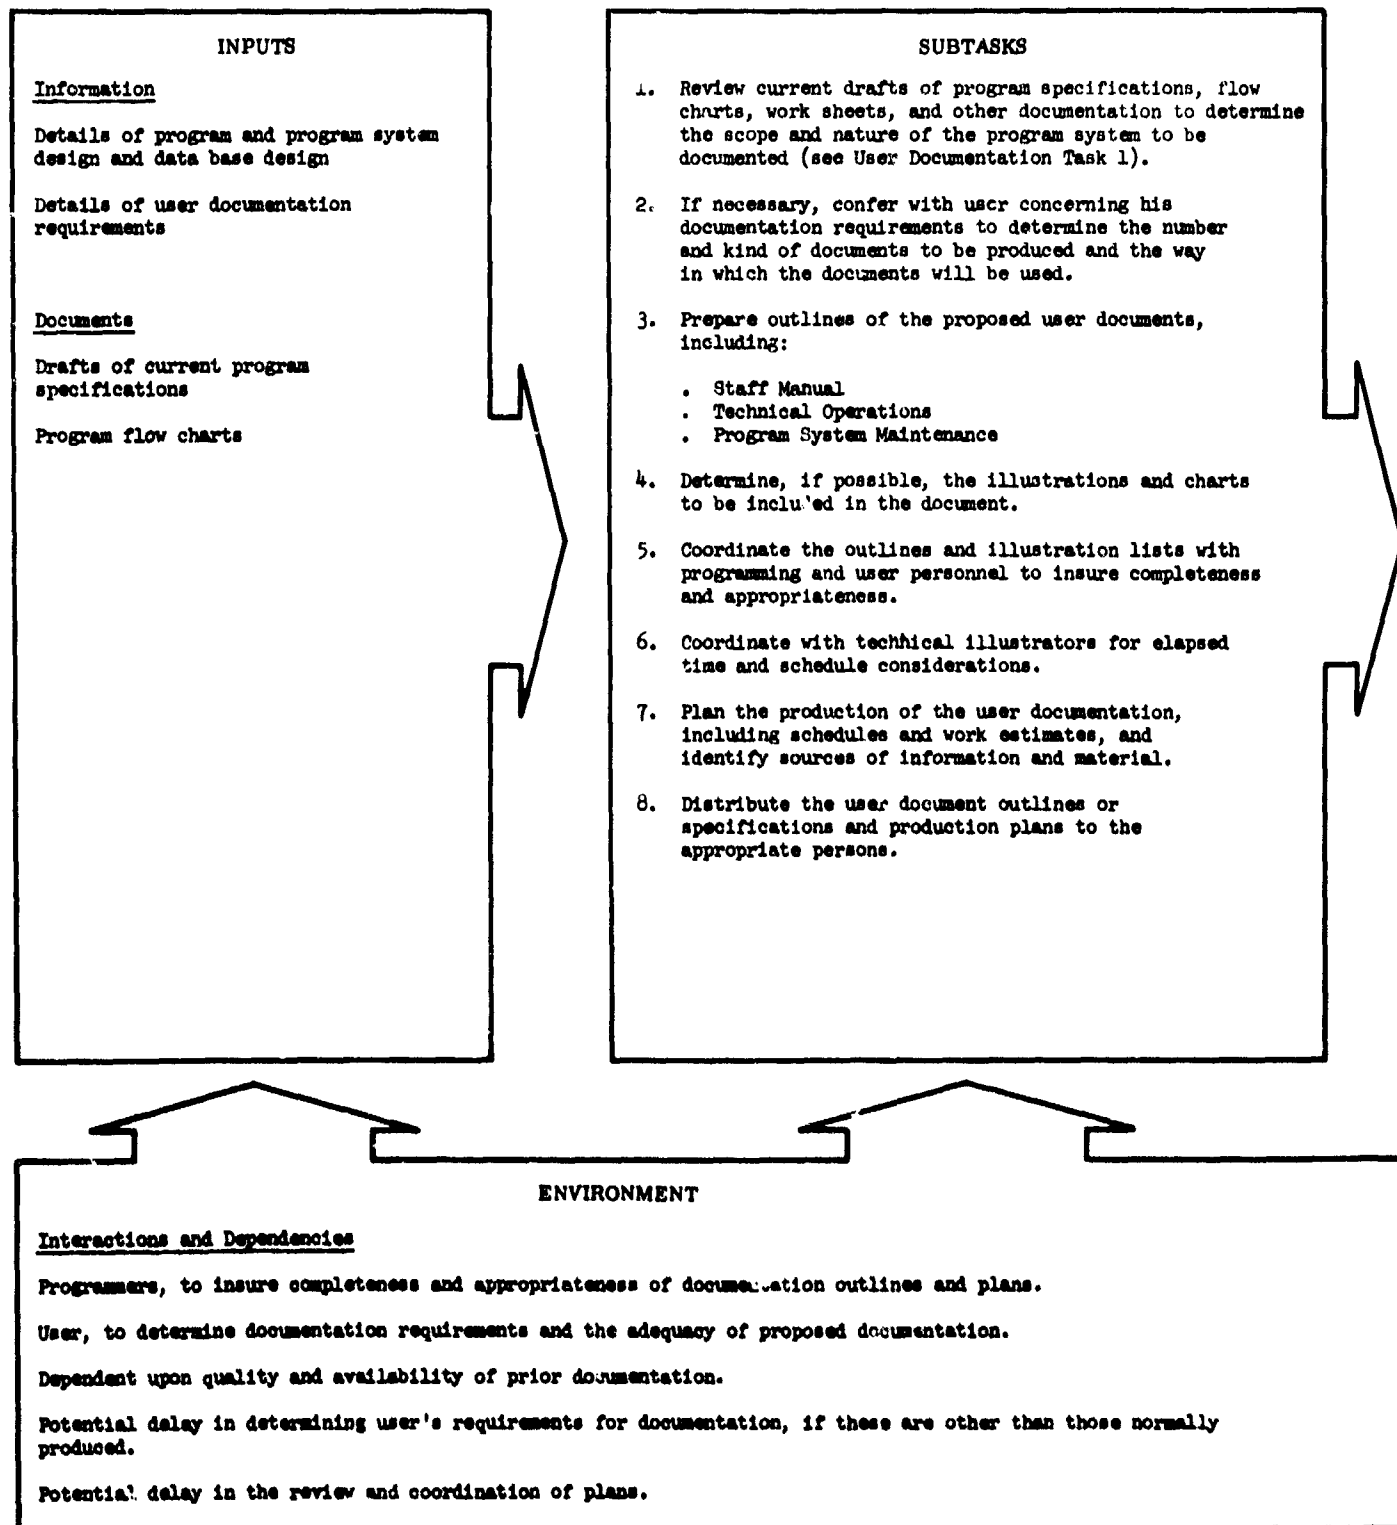 INPUTS
Information
Details of program and program system
design and data base design
Details of user documentation
requirements
Documents
Drafts of current program
specifications
Program flow charts
SUBTASKS
1. Review current drafts of program specifications, flow
charts, work sheets, and other documentation to determine
the scope and nature of the program system to be
documented (see User Documentation Task 1).
2. If necessary, confer with user concerning his
documentation requirements to determine the number
and kind of documents to be produced and the way
in which the documents will be used.
3. Prepare outlines of the proposed user documents,
including:
. Staff Manual
. Technical Operations
. Program System Maintenance
4. Determine, if possible, the illustrations and charts
to be included in the document.
5. Coordinate the outlines and illustration lists with
programming and user personnel to insure completeness
and appropriateness.
6. Coordinate with technical illustrators for elapsed
time and schedule considerations.
7. Plan the production of the user documentation,
including schedules and work estimates, and
identify sources of information and material.
8. Distribute the user document outlines or
specifications and production plans to the
appropriate persons.
ENVIRONMENT
Interactions and Dependencies
Programmers, to insure completeness and appropriateness of documentation outlines and plans.
User, to determine documentation requirements and the adequacy of proposed documentation.
Dependent upon quality and availability of prior documentation.
Potential delay in determining user's requirements for documentation, if these are other than those normally
produced.
Potential delay in the review and coordination of plans.